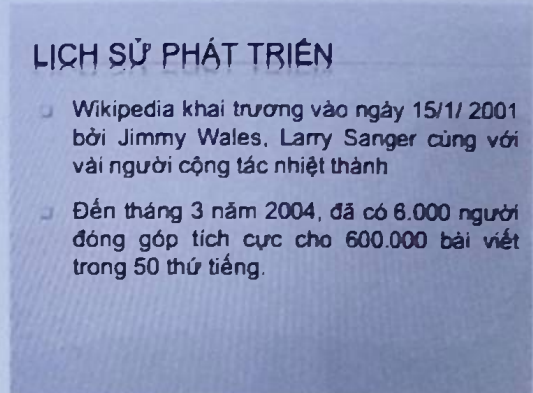 LỊCH SỬ PHÁT TRIỂN
Wikipedia khai trương vào ngày 15/1/ 2001
bởi Jimmy Wales, Larry Sanger cùng với
vài người cộng tác nhiệt thành
Đến tháng 3 năm 2004, đã có 6.000 người
đóng góp tích cực cho 600.000 bài viết
trong 50 thứ tiếng.